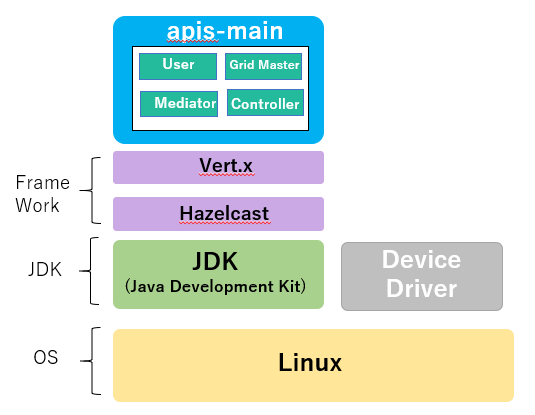 apis-main
User
Grid Master
Mediator
Controller
Frame
Work
Vert.x
Hazelcast
JDK
JDK
(Java Development Kit)
Device
Driver
OS
Linux